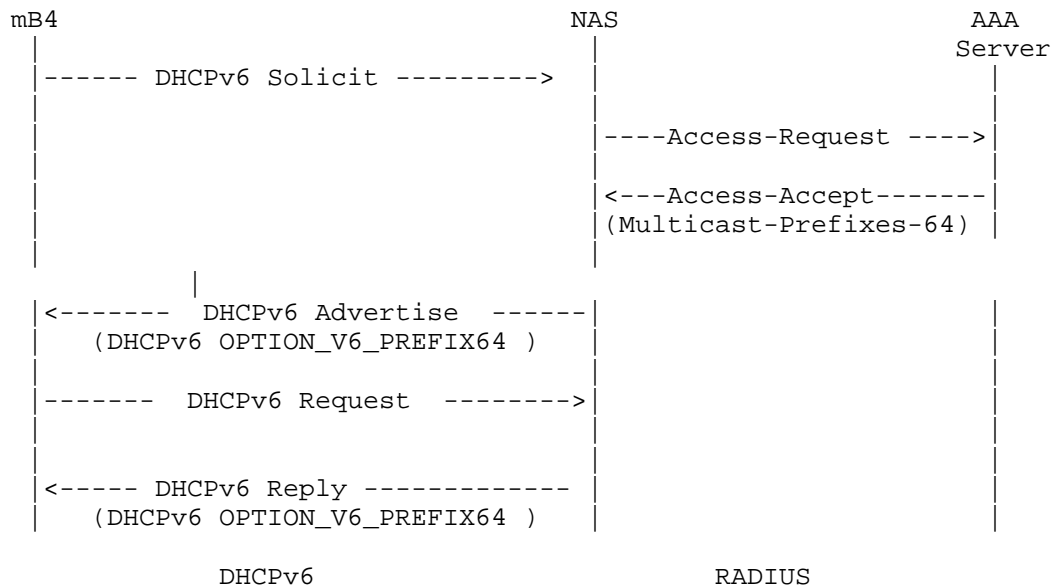 mB4 NAS AAA
| | Server
|------ DHCPv6 Solicit ---------> | |
| | |
| |----Access-Request ---->|
| | |
| |<---Access-Accept-------|
| |(Multicast-Prefixes-64) |
| |
|
|<------- DHCPv6 Advertise ------| |
| (DHCPv6 OPTION_V6_PREFIX64 ) |
| |
|------- DHCPv6 Request -------->| |
| |
| |
|<----- DHCPv6 Reply ------------- |
| (DHCPv6 OPTION_V6_PREFIX64 ) | |
DHCPv6 RADIUS